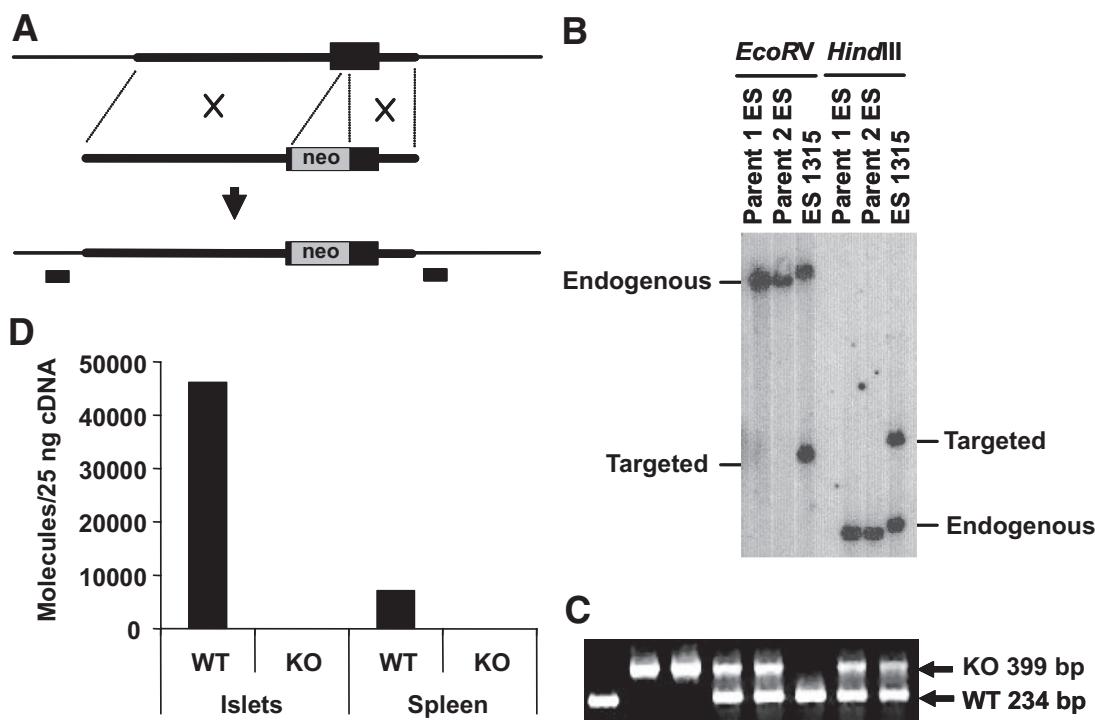 A
neo
neo
B
EcoRV HindIII
Parent 1 ES
Parent 2 ES
ES 1315
Parent 1 ES
Parent 2 ES
ES 1315
Endogenous
Targeted
Targeted
Endogenous
D
Molecules/25 ng cDNA
50000
40000
30000
20000
10000
0
WT KO WT KO
Islets Spleen
C
KO 399 bp
WT 234 bp